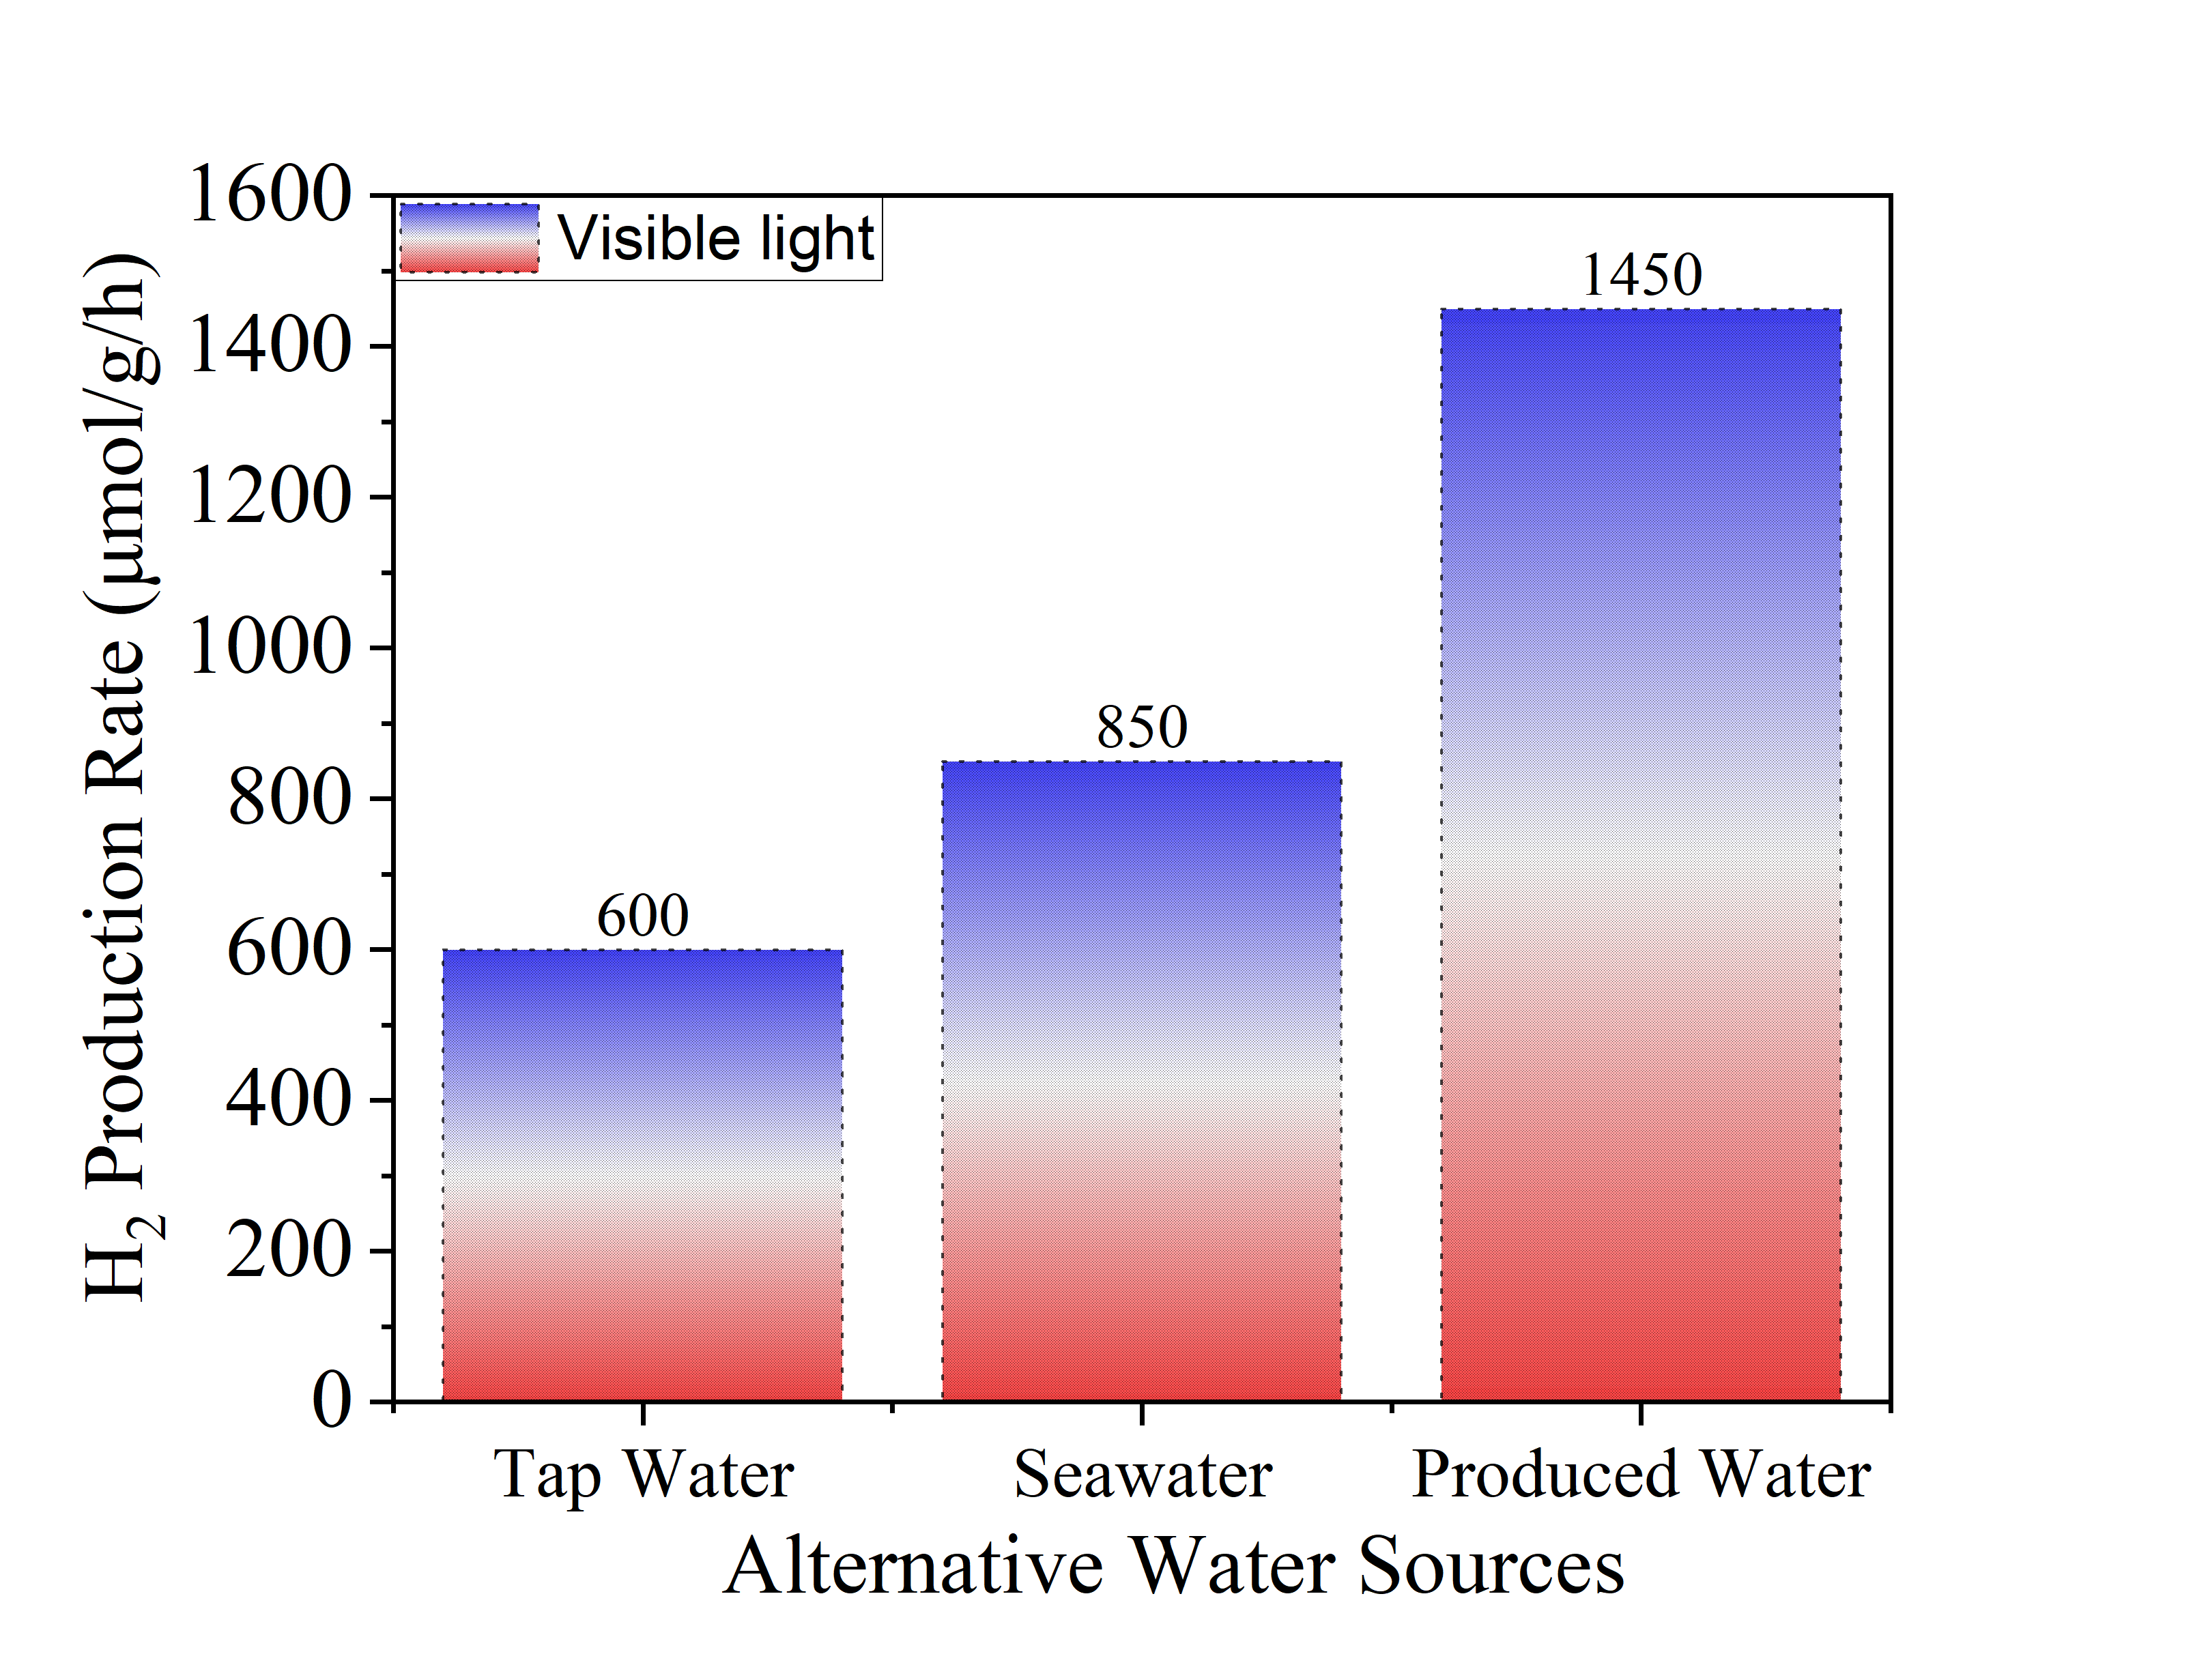 1600
1400
1200
1000
800
600
400
200
0
H₂ Production Rate (μmol/g/h)
Visible light
600
850
1450
Tap Water
Seawater
Produced Water
Alternative Water Sources